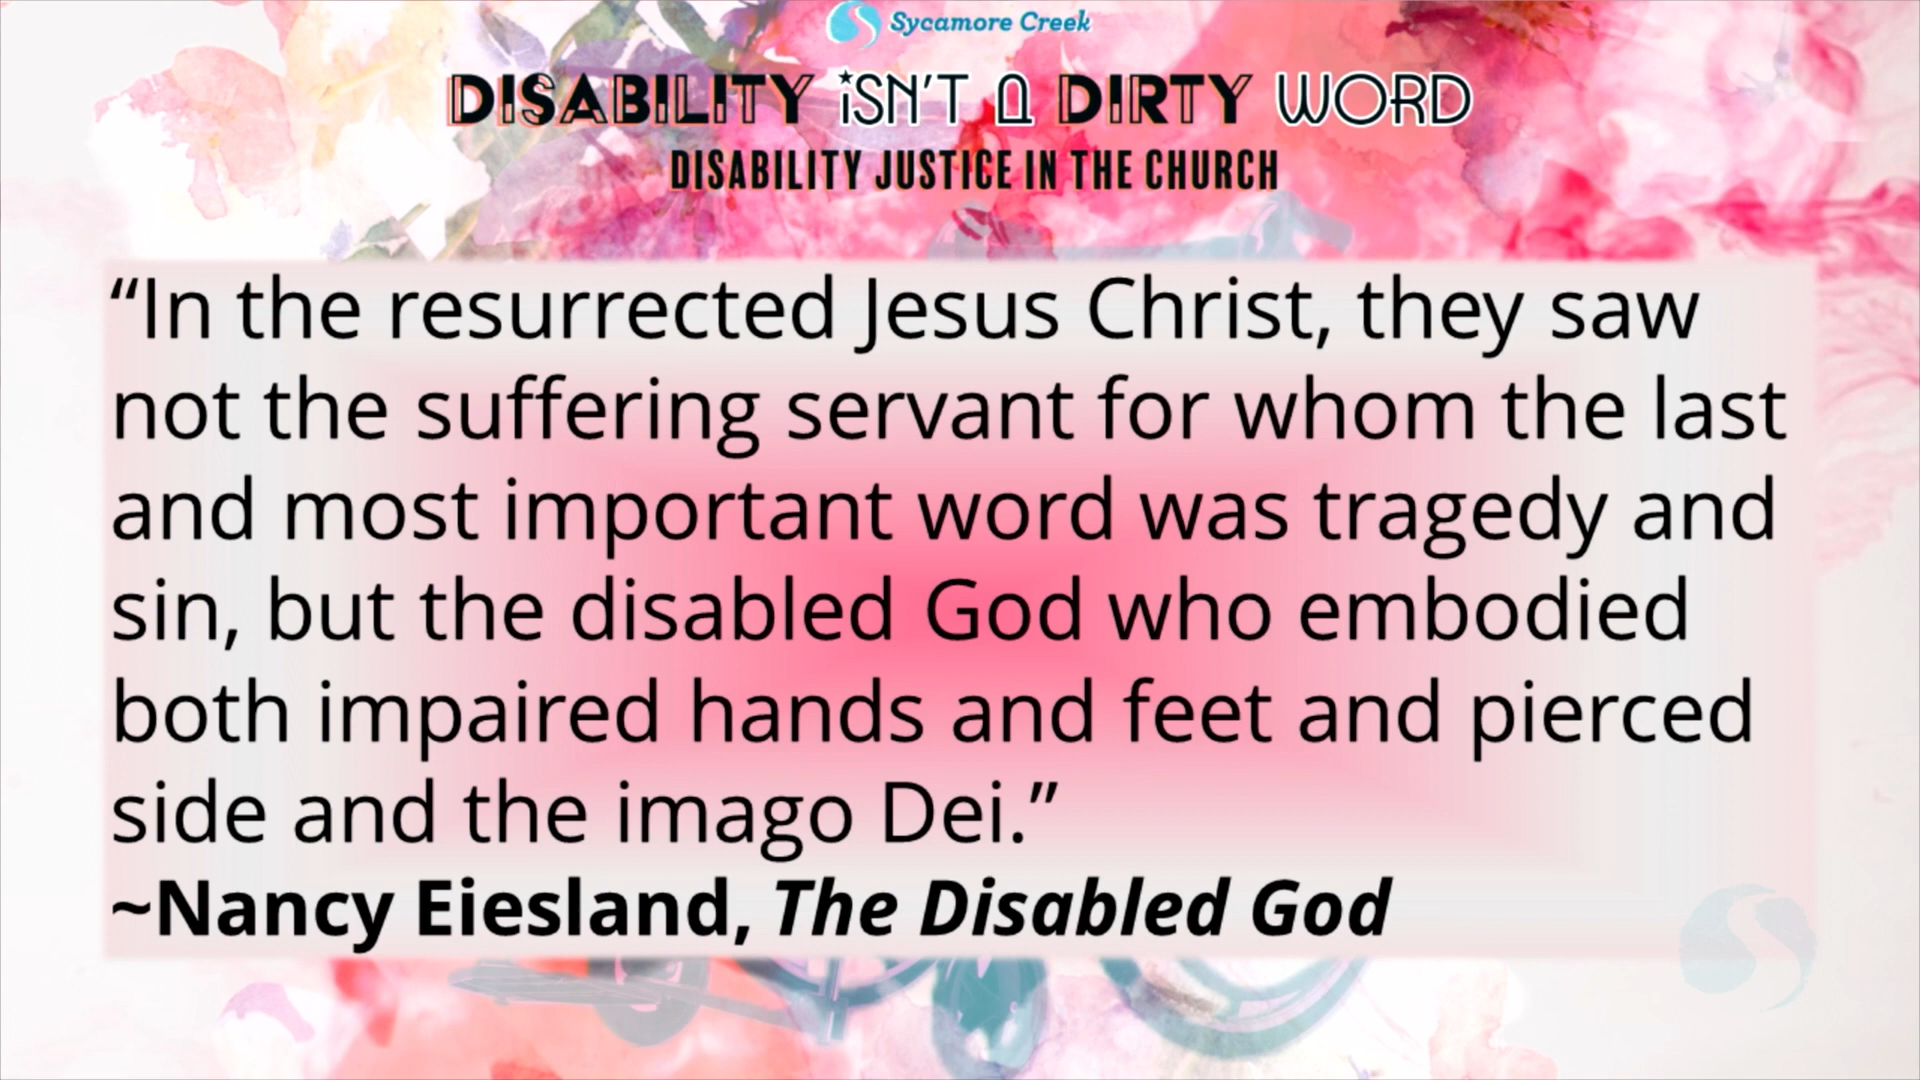 Sycamore Creek
DISABILITY iSN'T A DIRTY WORD
DISABILITY JUSTICE IN THE CHURCH
“In the resurrected Jesus Christ, they saw
not the suffering servant for whom the last
and most important word was tragedy and
sin, but the disabled God who embodied
both impaired hands and feet and pierced
side and the imago Dei.”
~Nancy Eiesland, The Disabled God